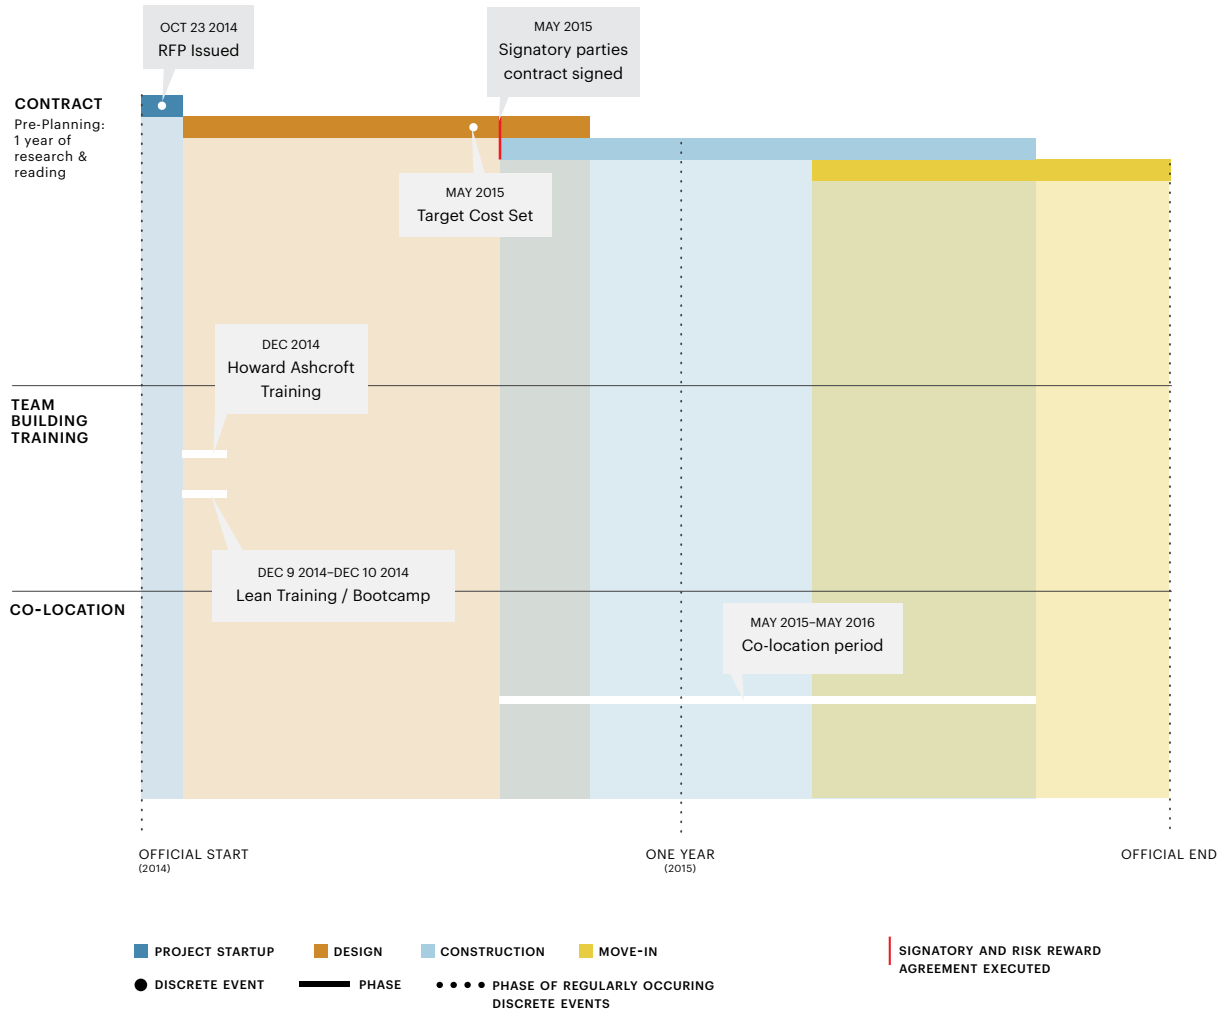 OCT 23 2014
RFP Issued
MAY 2015
Signatory parties
contract signed
CONTRACT
Pre-Planning:
1 year of
research &
reading
MAY 2015
Target Cost Set
DEC 2014
Howard Ashcroft
Training
TEAM
BUILDING
TRAINING
DEC 9 2014–DEC 10 2014
Lean Training / Bootcamp
CO-LOCATION
MAY 2015–MAY 2016
Co-location period
OFFICIAL START
(2014)
ONE YEAR
(2015)
OFFICIAL END
PROJECT STARTUP
DESIGN
CONSTRUCTION
MOVE-IN
SIGNATORY AND RISK REWARD
AGREEMENT EXECUTED
DISCRETE EVENT
PHASE
PHASE OF REGULARLY OCCURING
DISCRETE EVENTS